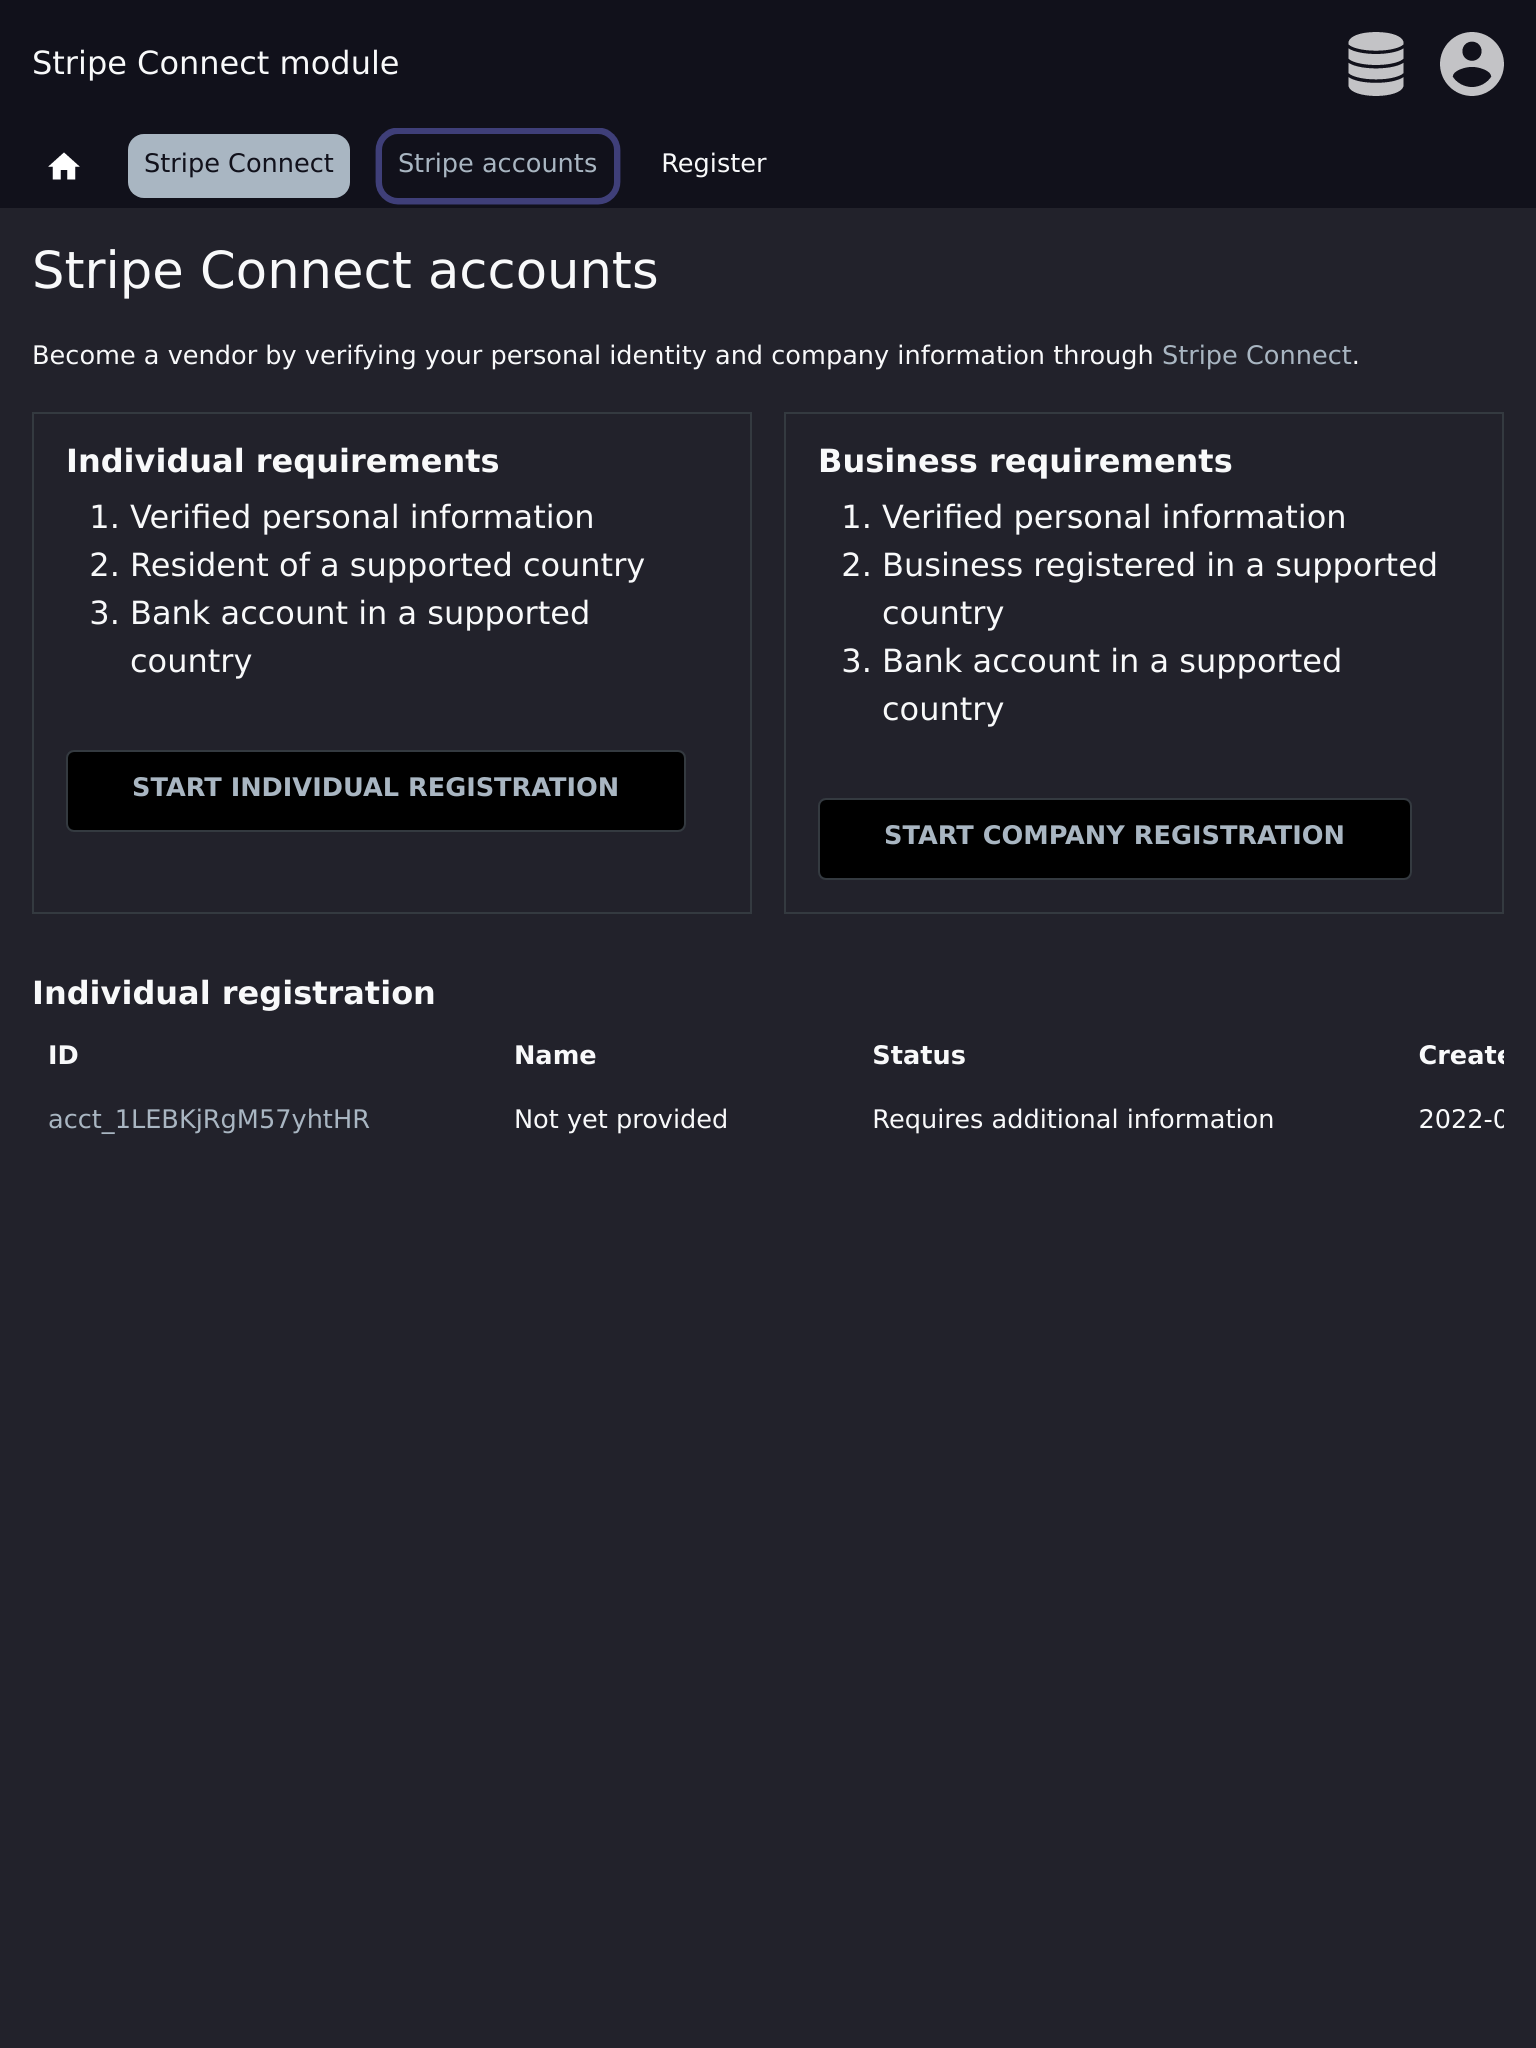 Stripe Connect module
Stripe Connect
Stripe accounts
Register
Stripe Connect accounts
Become a vendor by verifying your personal identity and company information through Stripe Connect.
Individual requirements
1. Verified personal information
2. Resident of a supported country
3. Bank account in a supported
country
START INDIVIDUAL REGISTRATION
Business requirements
1. Verified personal information
2. Business registered in a supported
country
3. Bank account in a supported
country
START COMPANY REGISTRATION
Individual registration
ID Name Status
acct_1LEBKjRgM57yhtHR Not yet provided Requires additional information